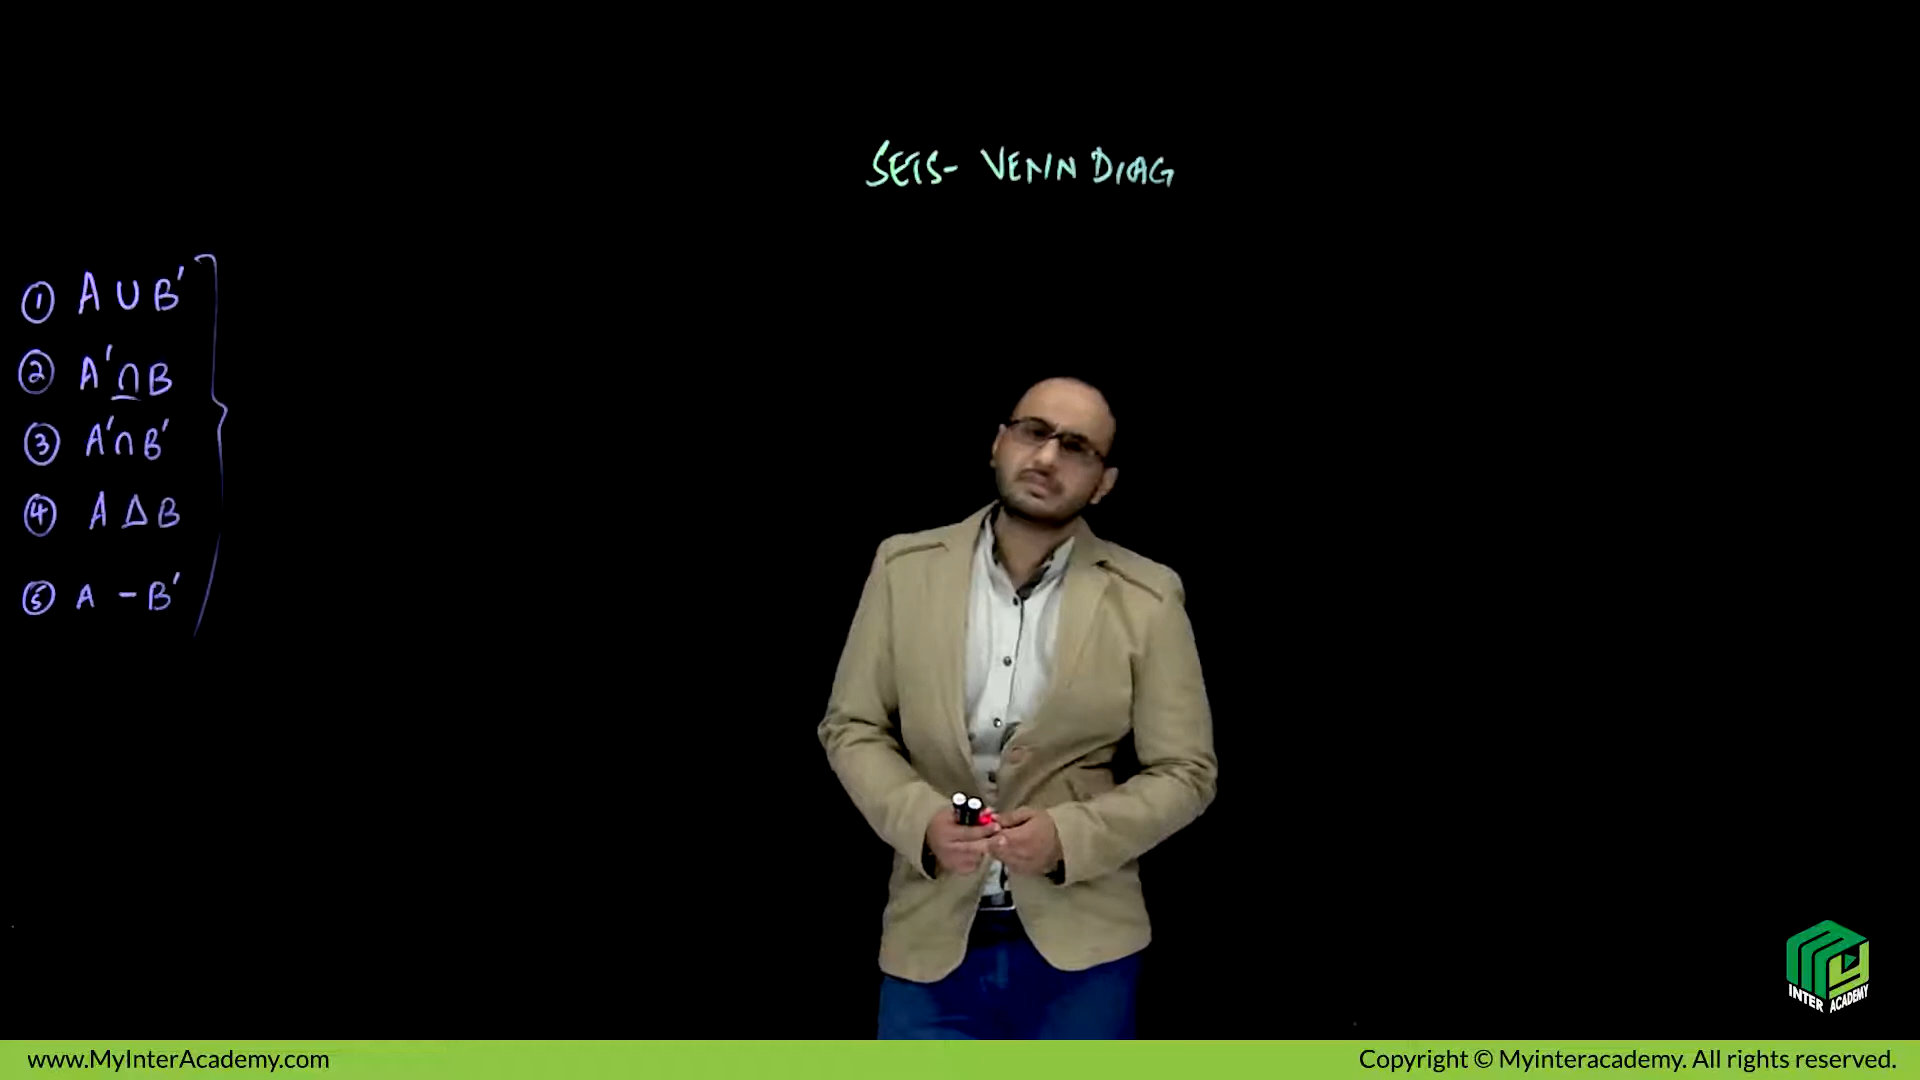 SETS- VENN DIAG
① A ∪ B'
② A' ∩ B
③ A' ∩ B'
④ A Δ B
⑤ A - B'
INTER ACADEMY
www.MyInterAcademy.com
Copyright © Myinteracademy. All rights reserved.